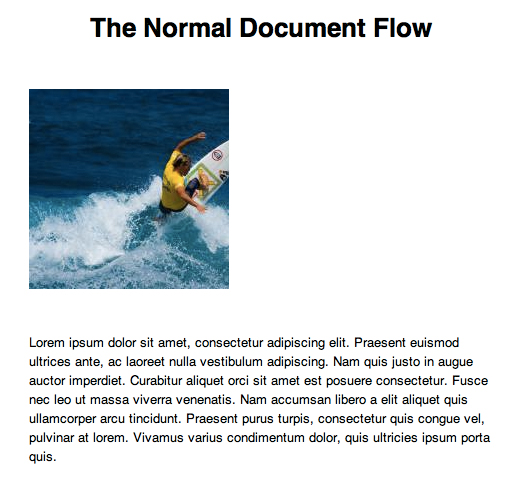 The Normal Document Flow
Lorem ipsum dolor sit amet, consectetur adipiscing elit. Praesent euismod
ultrices ante, ac laoreet nulla vestibulum adipiscing. Nam quis justo in augue
auctor imperdiet. Curabitur aliquet orci sit amet est posuere consectetur. Fusce
nec leo ut massa viverra venenatis. Nam accumsan libero a elit aliquet quis
ullamcorper arcu tincidunt. Praesent purus turpis, consectetur quis congue vel,
pulvinar at lorem. Vivamus varius condimentum dolor, quis ultricies ipsum porta
quis.